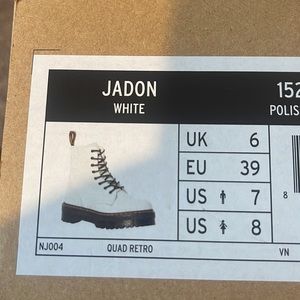 JADON
WHITE
152
POLIS
UK 6
EU 39
US 7
US 8
8
NJ004
QUAD RETRO
VN